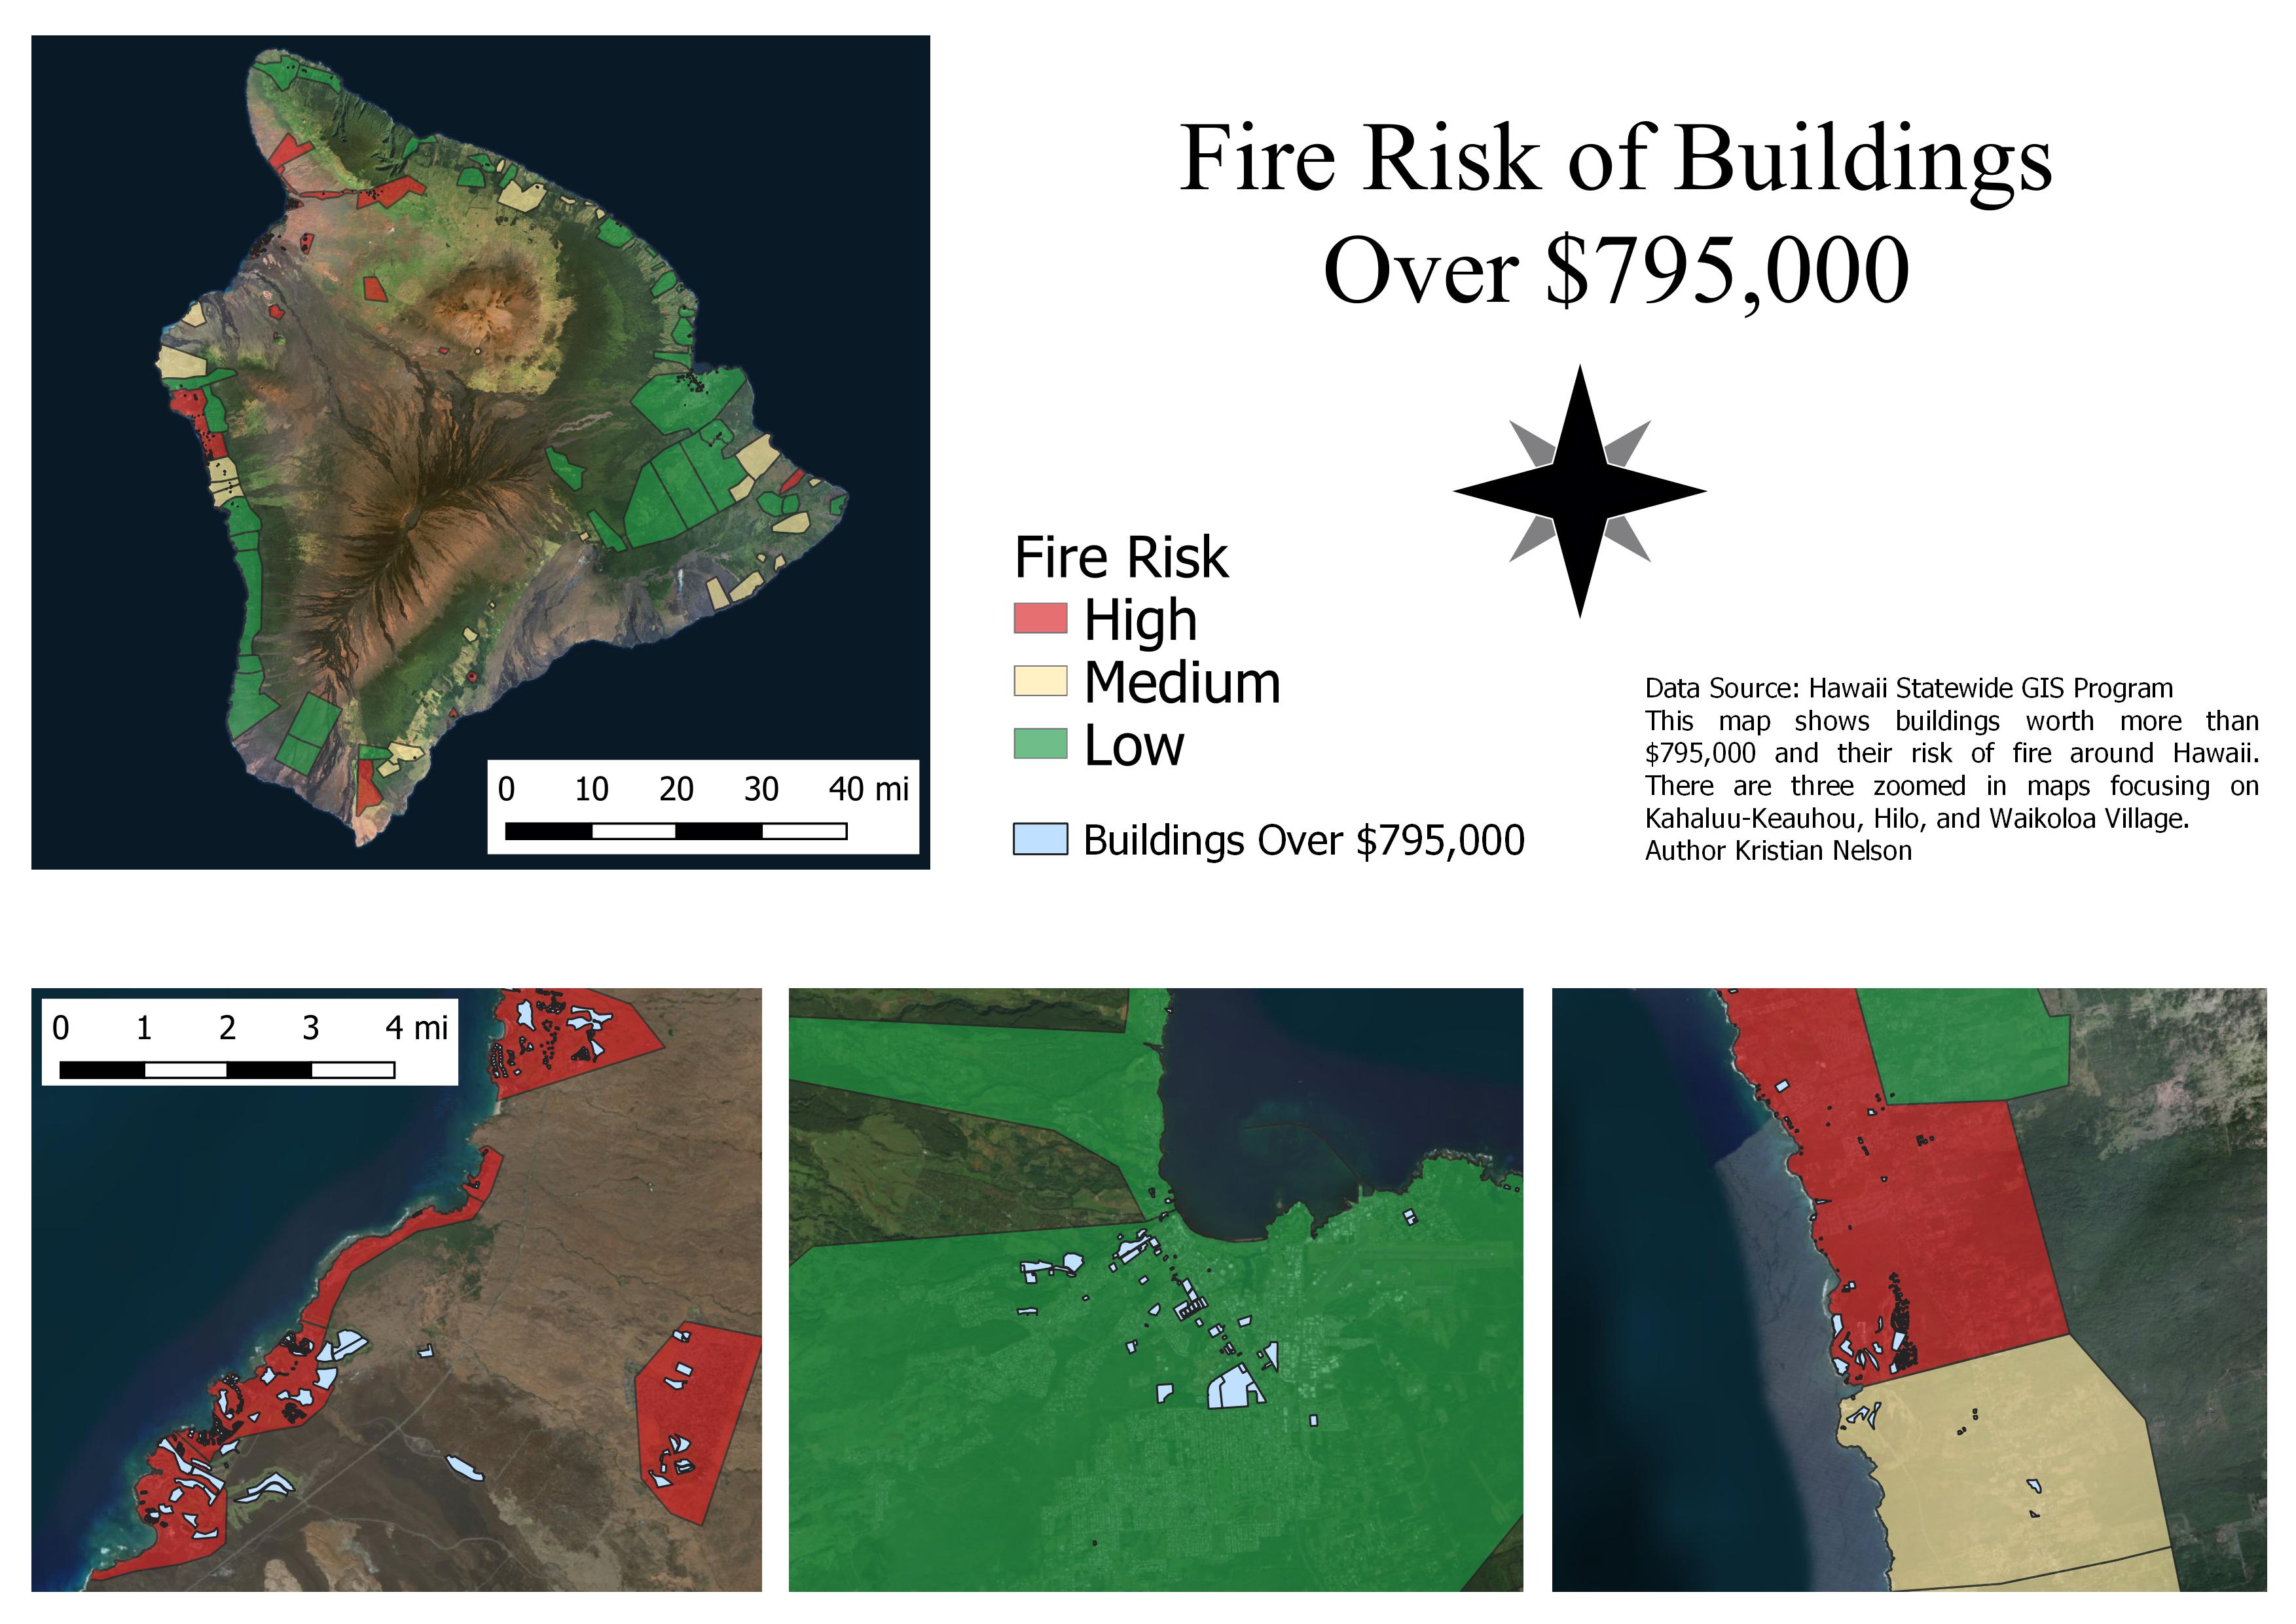 Fire Risk of Buildings
Over $795,000
Fire Risk
High
Medium
Low
Buildings Over $795,000
0 10 20 30 40 mi
Data Source: Hawaii Statewide GIS Program
This map shows buildings worth more than
$795,000 and their risk of fire around Hawaii.
There are three zoomed in maps focusing on
Kahaluu-Keauhou, Hilo, and Waikoloa Village.
Author Kristian Nelson
0 1 2 3 4 mi